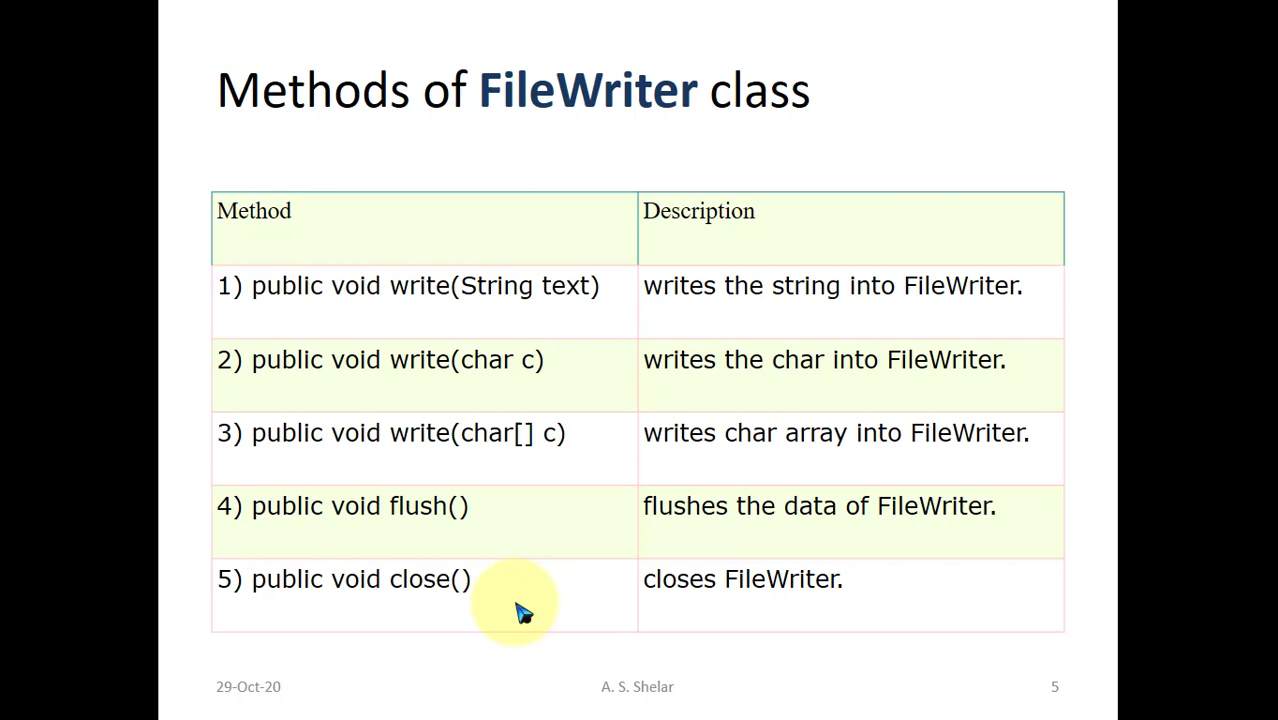 Methods of FileWriter class
Method Description
1) public void write(String text) writes the string into FileWriter.
2) public void write(char c) writes the char into FileWriter.
3) public void write(char[] c) writes char array into FileWriter.
4) public void flush() flushes the data of FileWriter.
5) public void close() closes FileWriter.
29-Oct-20 A. S. Shelar 5